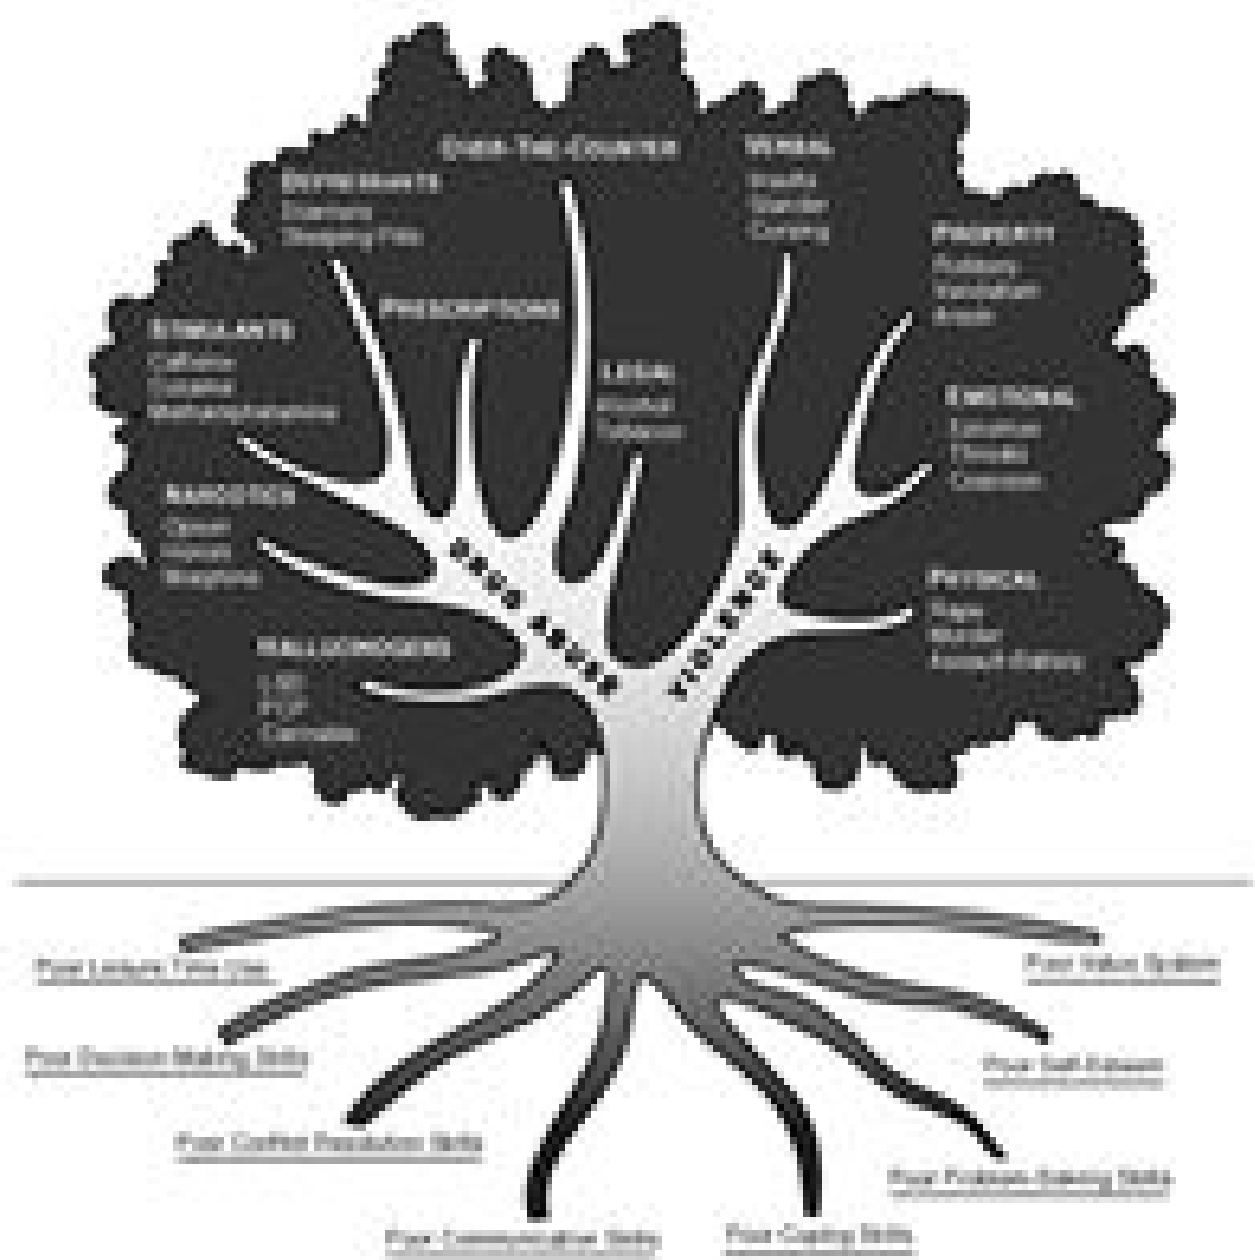 OVER-THE-COUNTER
DEPRESSANTS
Sleeping Pills
PRESCRIPTIONS
STIMULANTS
Caffeine
Cocaine
Methamphetamine
NARCOTICS
Opium
Heroin
Morphine
HALLUCINOGENS
LSD
PCP
Cannabis
LEGAL
Alcohol
Tobacco
VERBAL
Insults
Slander
Cursing
PROPERTY
Robbery
Vandalism
Arson
EMOTIONAL
Threats
Coercion
PHYSICAL
Rape
Murder
Assault-Battery
DRUG ABUSE
VIOLENCE
Poor Leisure Time Use
Poor Decision-Making Skills
Poor Conflict Resolution Skills
Poor Communication Skills
Poor Coping Skills
Poor Problem-Solving Skills
Poor Self-Esteem
Poor Value System